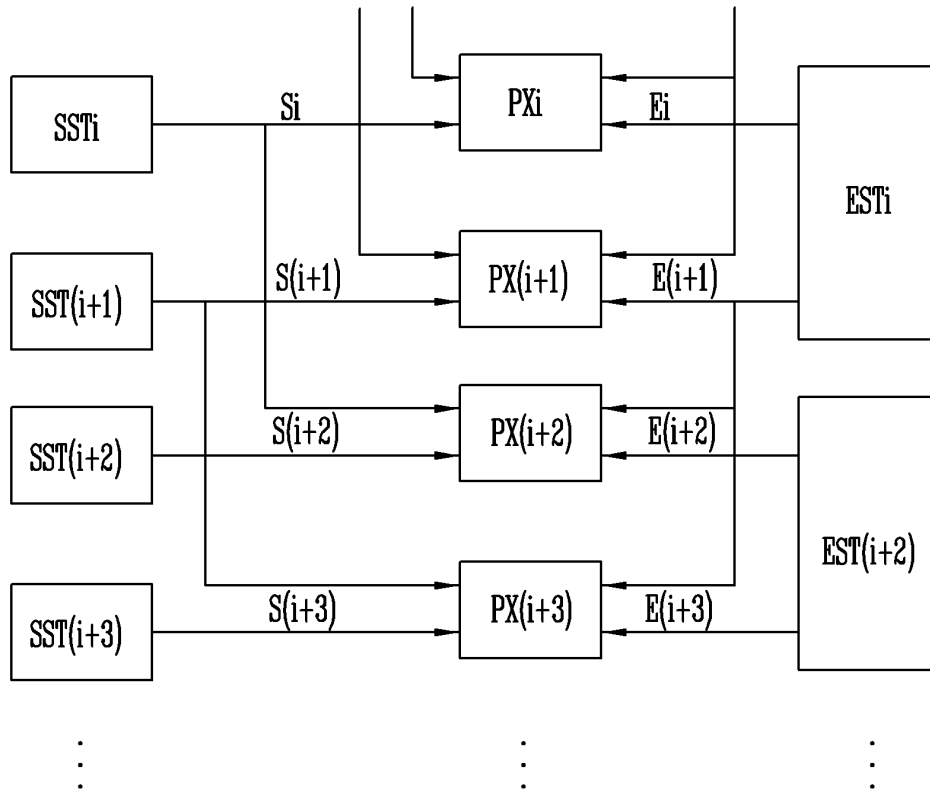 SSTi
Si
PXi
Ei
ESTi
SST(i+1)
S(i+1)
PX(i+1)
E(i+1)
SST(i+2)
S(i+2)
PX(i+2)
E(i+2)
EST(i+2)
SST(i+3)
S(i+3)
PX(i+3)
E(i+3)